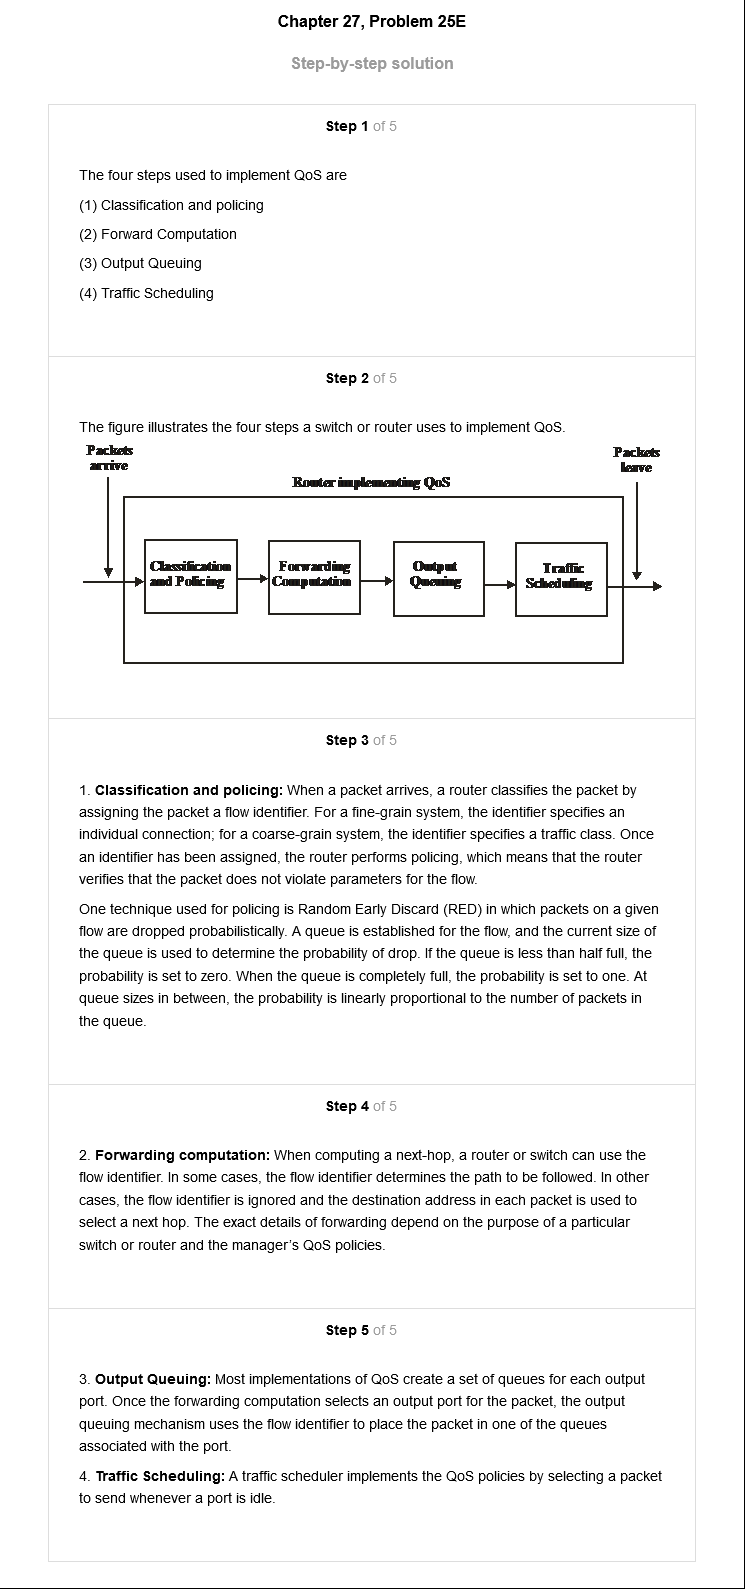 Chapter 27, Problem 25E
Step-by-step solution
Step 1 of 5
The four steps used to implement QoS are
(1) Classification and policing
(2) Forward Computation
(3) Output Queuing
(4) Traffic Scheduling
Step 2 of 5
The figure illustrates the four steps a switch or router uses to implement QoS.
Packets
arrive
Packets
leave
Router implementing QoS
Classification
and Policing
Forwarding
Computation
Output
Queuing
Traffic
Scheduling
Step 3 of 5
1. Classification and policing: When a packet arrives, a router classifies the packet by
assigning the packet a flow identifier. For a fine-grain system, the identifier specifies an
individual connection; for a coarse-grain system, the identifier specifies a traffic class. Once
an identifier has been assigned, the router performs policing, which means that the router
verifies that the packet does not violate parameters for the flow.
One technique used for policing is Random Early Discard (RED) in which packets on a given
flow are dropped probabilistically. A queue is established for the flow, and the current size of
the queue is used to determine the probability of drop. If the queue is less than half full, the
probability is set to zero. When the queue is completely full, the probability is set to one. At
queue sizes in between, the probability is linearly proportional to the number of packets in
the queue.
Step 4 of 5
2. Forwarding computation: When computing a next-hop, a router or switch can use the
flow identifier. In some cases, the flow identifier determines the path to be followed. In other
cases, the flow identifier is ignored and the destination address in each packet is used to
select a next hop. The exact details of forwarding depend on the purpose of a particular
switch or router and the manager's QoS policies.
Step 5 of 5
3. Output Queuing: Most implementations of QoS create a set of queues for each output
port. Once the forwarding computation selects an output port for the packet, the output
queuing mechanism uses the flow identifier to place the packet in one of the queues
associated with the port.
4. Traffic Scheduling: A traffic scheduler implements the QoS policies by selecting a packet
to send whenever a port is idle.